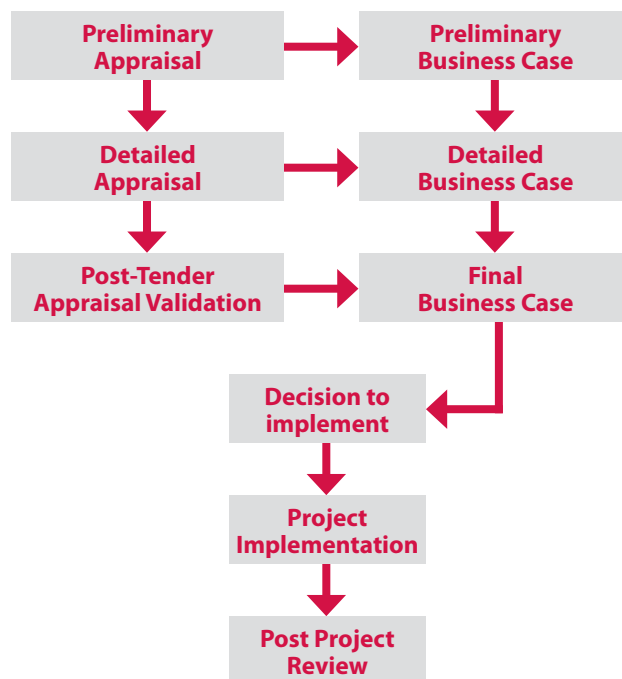 Preliminary
Appraisal
Preliminary
Business Case
Detailed
Appraisal
Detailed
Business Case
Post-Tender
Appraisal Validation
Final
Business Case
Decision to
implement
Project
Implementation
Post Project
Review